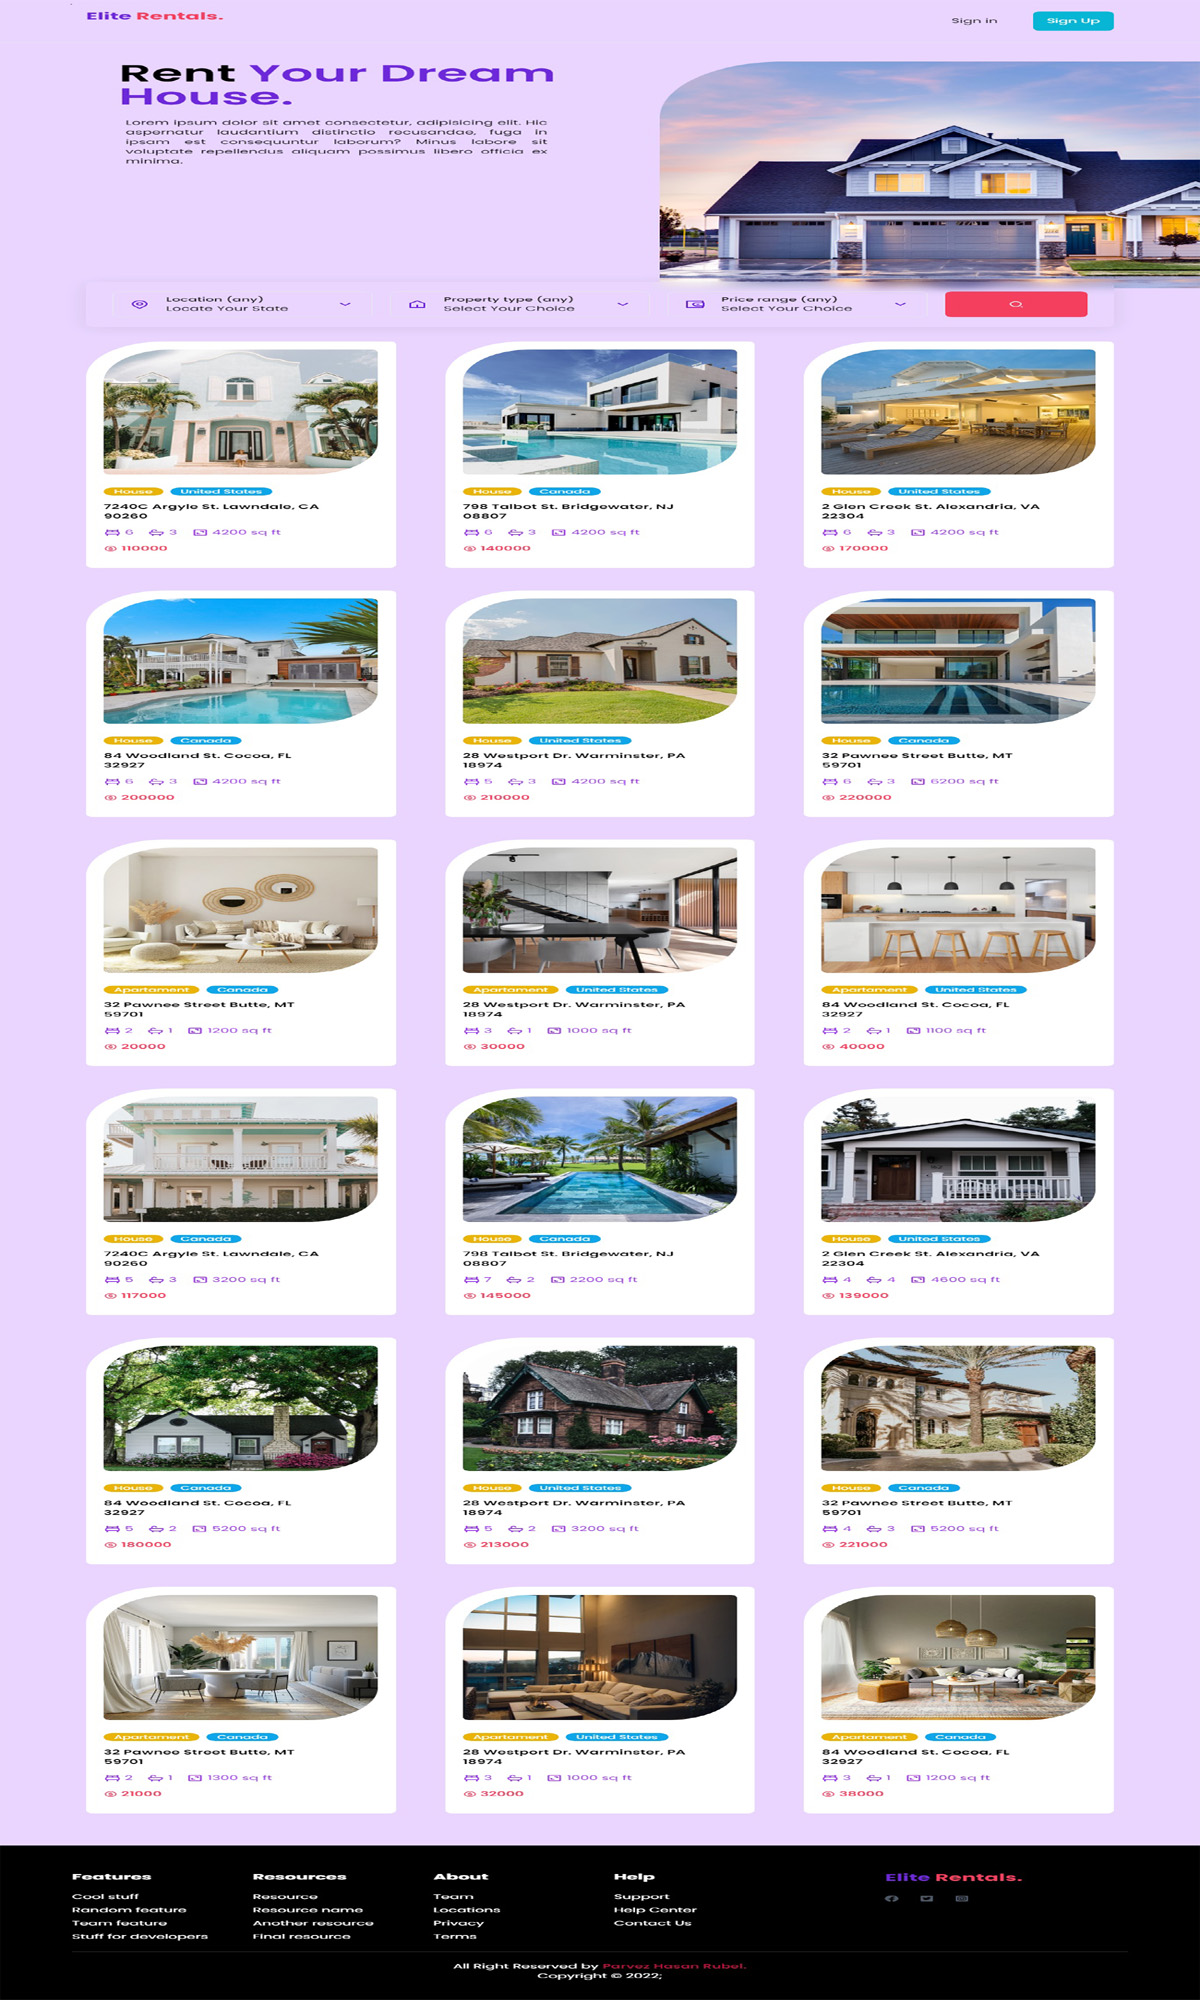 Elite Rentals.
Sign in
Sign Up
Rent Your Dream
House.
Lorem ipsum dolor sit amet consectetur, adipisicing elit. Hic
aspernatur laudantium distinctio recusandae, fuga in
ipsam est consequuntur laborum? Minus labore sit
voluptate repellendus aliquam possimus libero officia ex
minima.
Location (any)
Locate Your State
Property type (any)
Select Your Choice
Price range (any)
Select Your Choice
House United States
7240C Argyle St. Lawndale, CA
90260
6 3 4200 sq ft
110000
House Canada
798 Talbot St. Bridgewater, NJ
08807
6 3 4200 sq ft
140000
House United States
2 Glen Creek St. Alexandria, VA
22304
6 3 4200 sq ft
170000
House Canada
84 Woodland St. Cocoa, FL
32927
6 3 4200 sq ft
200000
House United States
28 Westport Dr. Warminster, PA
18974
5 3 4200 sq ft
210000
House Canada
32 Pawnee Street Butte, MT
59701
6 3 6200 sq ft
220000
Apartament Canada
32 Pawnee Street Butte, MT
59701
2 1 1200 sq ft
20000
Apartament United States
28 Westport Dr. Warminster, PA
18974
3 1 1000 sq ft
30000
Apartament United States
84 Woodland St. Cocoa, FL
32927
2 1 1100 sq ft
40000
House Canada
7240C Argyle St. Lawndale, CA
90260
5 3 3200 sq ft
117000
House Canada
798 Talbot St. Bridgewater, NJ
08807
7 2 2200 sq ft
145000
House United States
2 Glen Creek St. Alexandria, VA
22304
4 4 4600 sq ft
139000
House Canada
84 Woodland St. Cocoa, FL
32927
5 2 5200 sq ft
180000
House United States
28 Westport Dr. Warminster, PA
18974
5 2 3200 sq ft
213000
House Canada
32 Pawnee Street Butte, MT
59701
4 3 5200 sq ft
221000
Apartament Canada
32 Pawnee Street Butte, MT
59701
2 1 1300 sq ft
21000
Apartament United States
28 Westport Dr. Warminster, PA
18974
3 1 1000 sq ft
32000
Apartament Canada
84 Woodland St. Cocoa, FL
32927
3 1 1200 sq ft
38000
Features
Cool stuff
Random feature
Team feature
Stuff for developers
Resources
Resource
Resource name
Another resource
Final resource
About
Team
Locations
Privacy
Terms
Help
Support
Help Center
Contact Us
Elite Rentals.
All Right Reserved by Parvez Hasan Rubel.
Copyright © 2022;